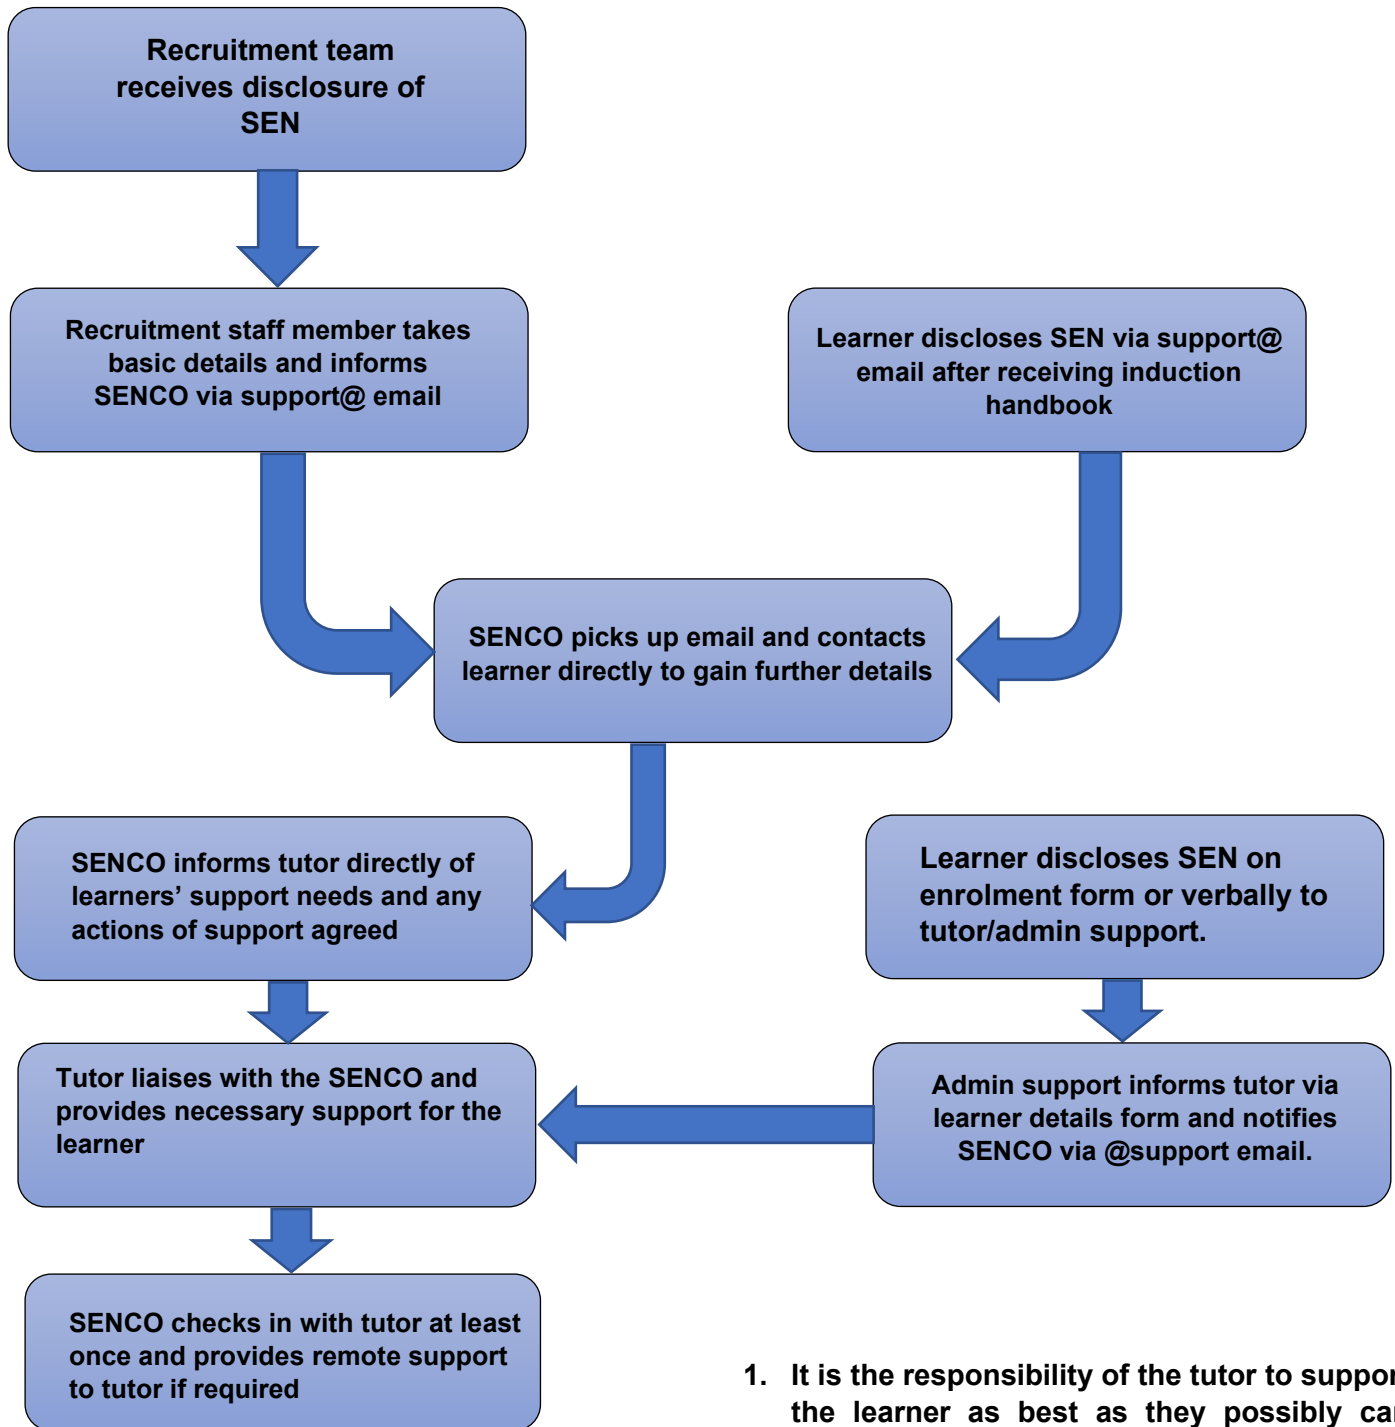 Recruitment team
receives disclosure of
SEN
Recruitment staff member takes
basic details and informs
SENCO via support@ email
Learner discloses SEN via support@
email after receiving induction
handbook
SENCO picks up email and contacts
learner directly to gain further details
SENCO informs tutor directly of
learners’ support needs and any
actions of support agreed
Learner discloses SEN on
enrolment form or verbally to
tutor/admin support.
Tutor liaises with the SENCO and
provides necessary support for the
learner
Admin support informs tutor via
learner details form and notifies
SENCO via @support email.
SENCO checks in with tutor at least
once and provides remote support
to tutor if required
1. It is the responsibility of the tutor to suppor
the learner as best as they possibly ca